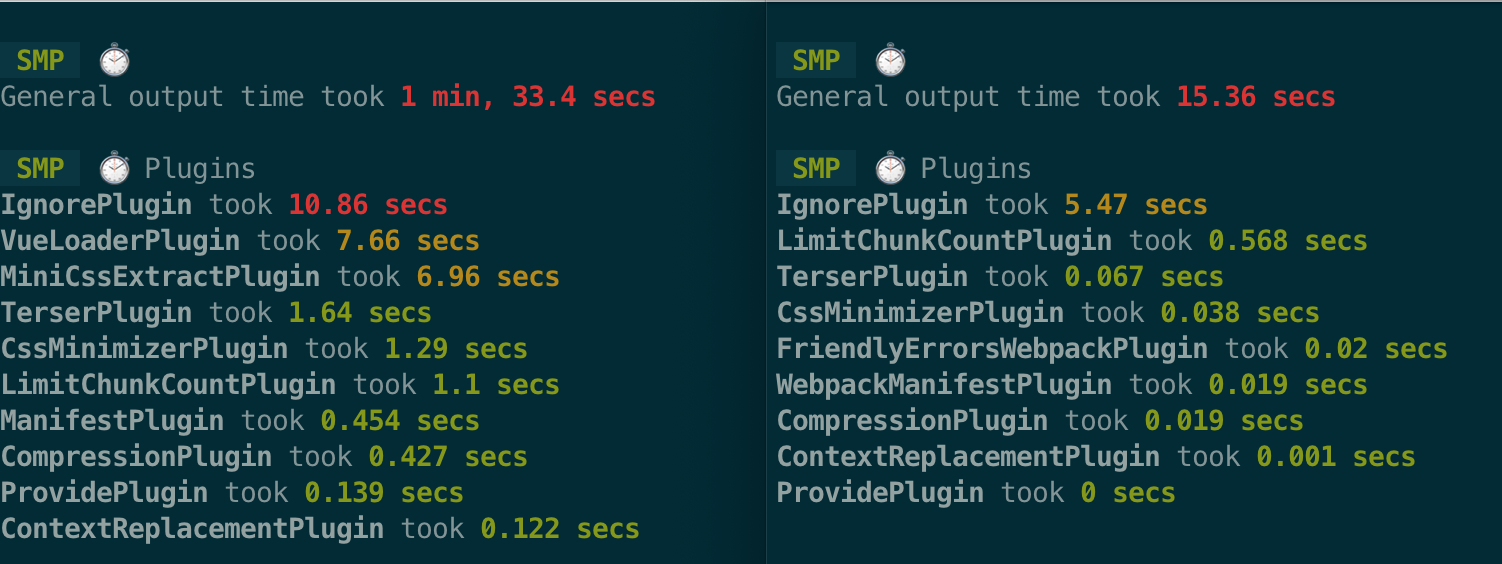 SMP
General output time took 1 min, 33.4 secs
SMP Plugins
IgnorePlugin took 10.86 secs
VueLoaderPlugin took 7.66 secs
MiniCssExtractPlugin took 6.96 secs
TerserPlugin took 1.64 secs
CssMinimizerPlugin took 1.29 secs
LimitChunkCountPlugin took 1.1 secs
ManifestPlugin took 0.454 secs
CompressionPlugin took 0.427 secs
ProvidePlugin took 0.139 secs
ContextReplacementPlugin took 0.122 secs
SMP
General output time took 15.36 secs
SMP Plugins
IgnorePlugin took 5.47 secs
LimitChunkCountPlugin took 0.568 secs
TerserPlugin took 0.067 secs
CssMinimizerPlugin took 0.038 secs
FriendlyErrorsWebpackPlugin took 0.02 secs
WebpackManifestPlugin took 0.019 secs
CompressionPlugin took 0.019 secs
ContextReplacementPlugin took 0.001 secs
ProvidePlugin took 0 secs